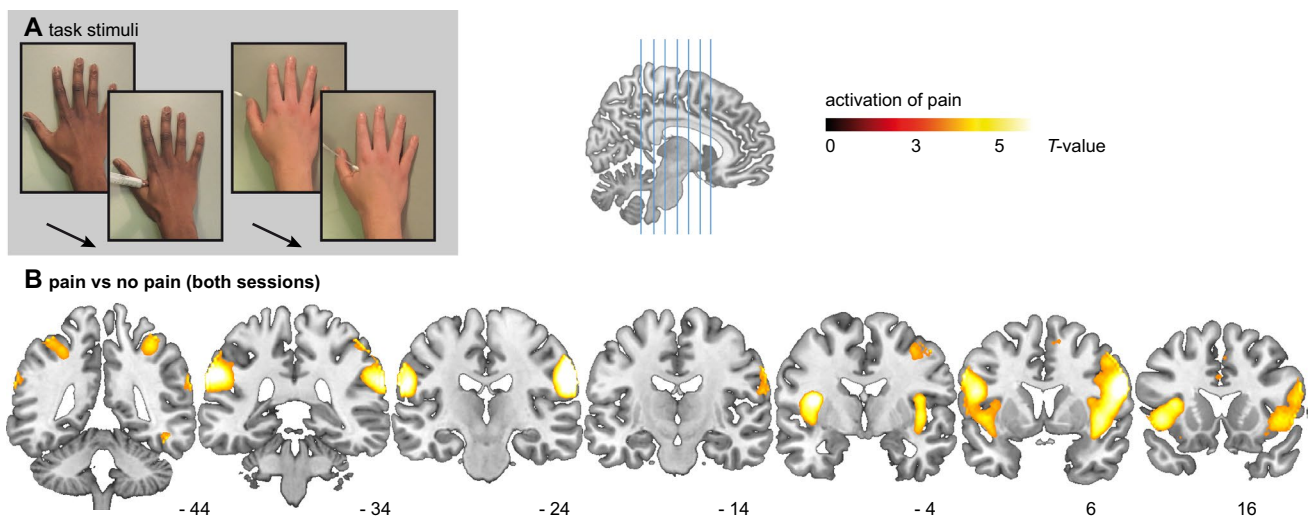 A task stimuli
activation of pain
0 3 5 T-value
B pain vs no pain (both sessions)
- 44 - 34 - 24 - 14 - 4 6 16